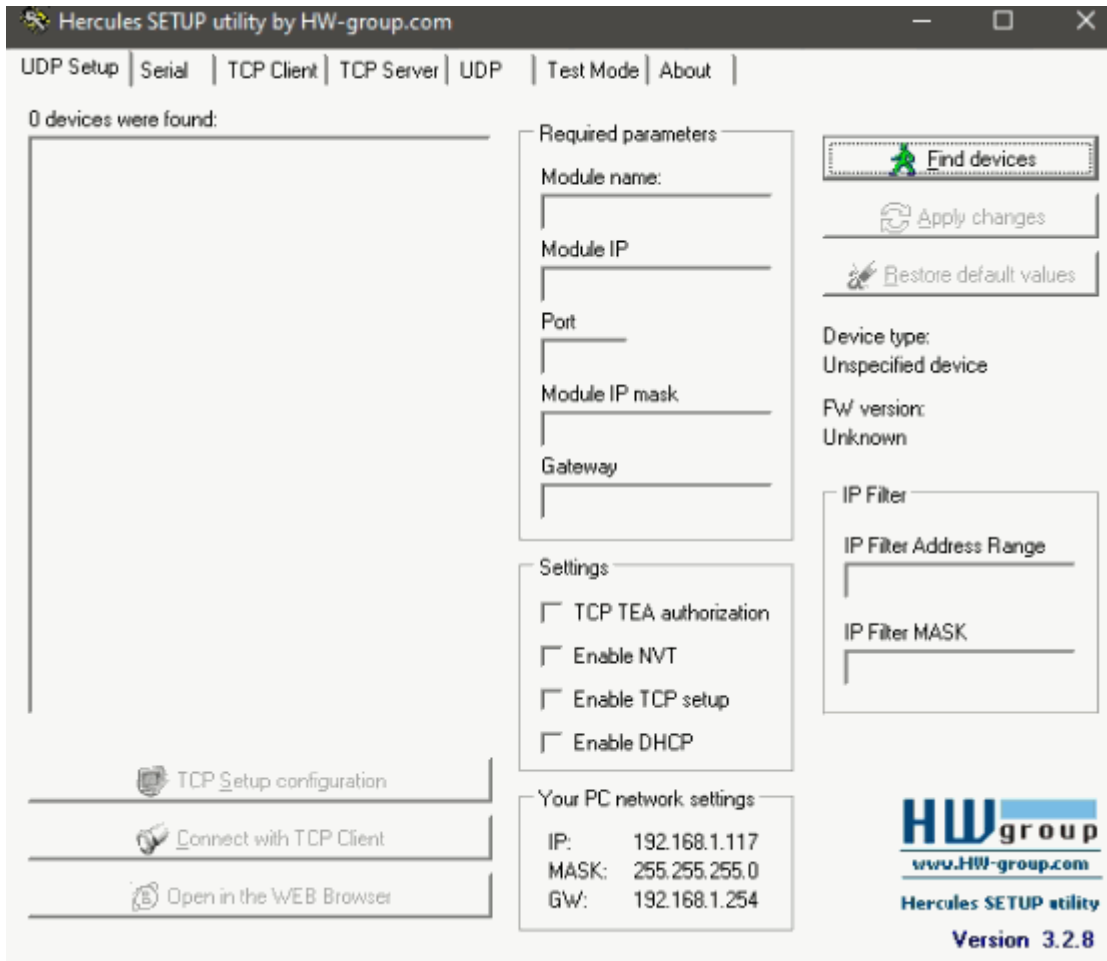 Hercules SETUP utility by HW-group.com
UDP Setup Serial TCP Client TCP Server UDP Test Mode About
0 devices were found:
Required parameters
Module name:
Module IP
Port
Module IP mask
Gateway
Settings
TCP TEA authorization
Enable NVT
Enable TCP setup
Enable DHCP
TCP Setup configuration
Connect with TCP Client
Open in the WEB Browser
Your PC network settings
IP: 192.168.1.117
MASK: 255.255.255.0
GW: 192.168.1.254
Find devices
Apply changes
Restore default values
Device type:
Unspecified device
FW version:
Unknown
IP Filter
IP Filter Address Range
IP Filter MASK
HWgroup
www.HW-group.com
Hercules SETUP utility
Version 3.2.8